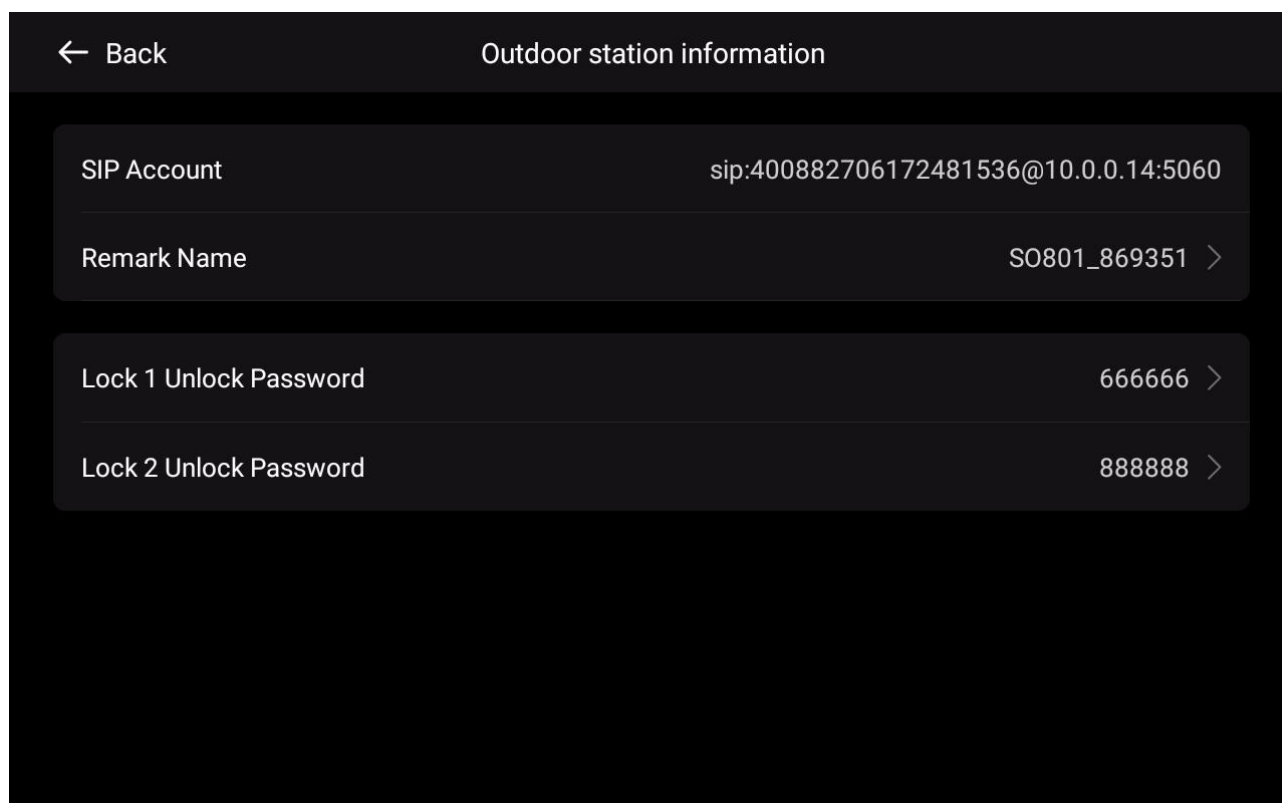 Back
Outdoor station information
SIP Account sip:400882706172481536@10.0.0.14:5060
Remark Name SO801_869351
Lock 1 Unlock Password 666666
Lock 2 Unlock Password 888888